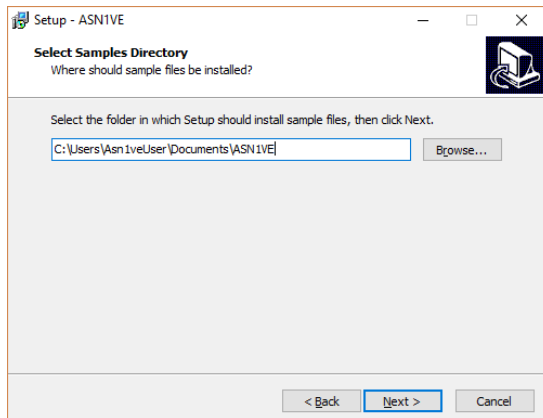 Setup - ASN1VE
Select Samples Directory
Where should sample files be installed?
Select the folder in which Setup should install sample files, then click Next.
C:\Users\Asn1veUser\Documents\ASN1VE
Browse...
< Back
Next >
Cancel